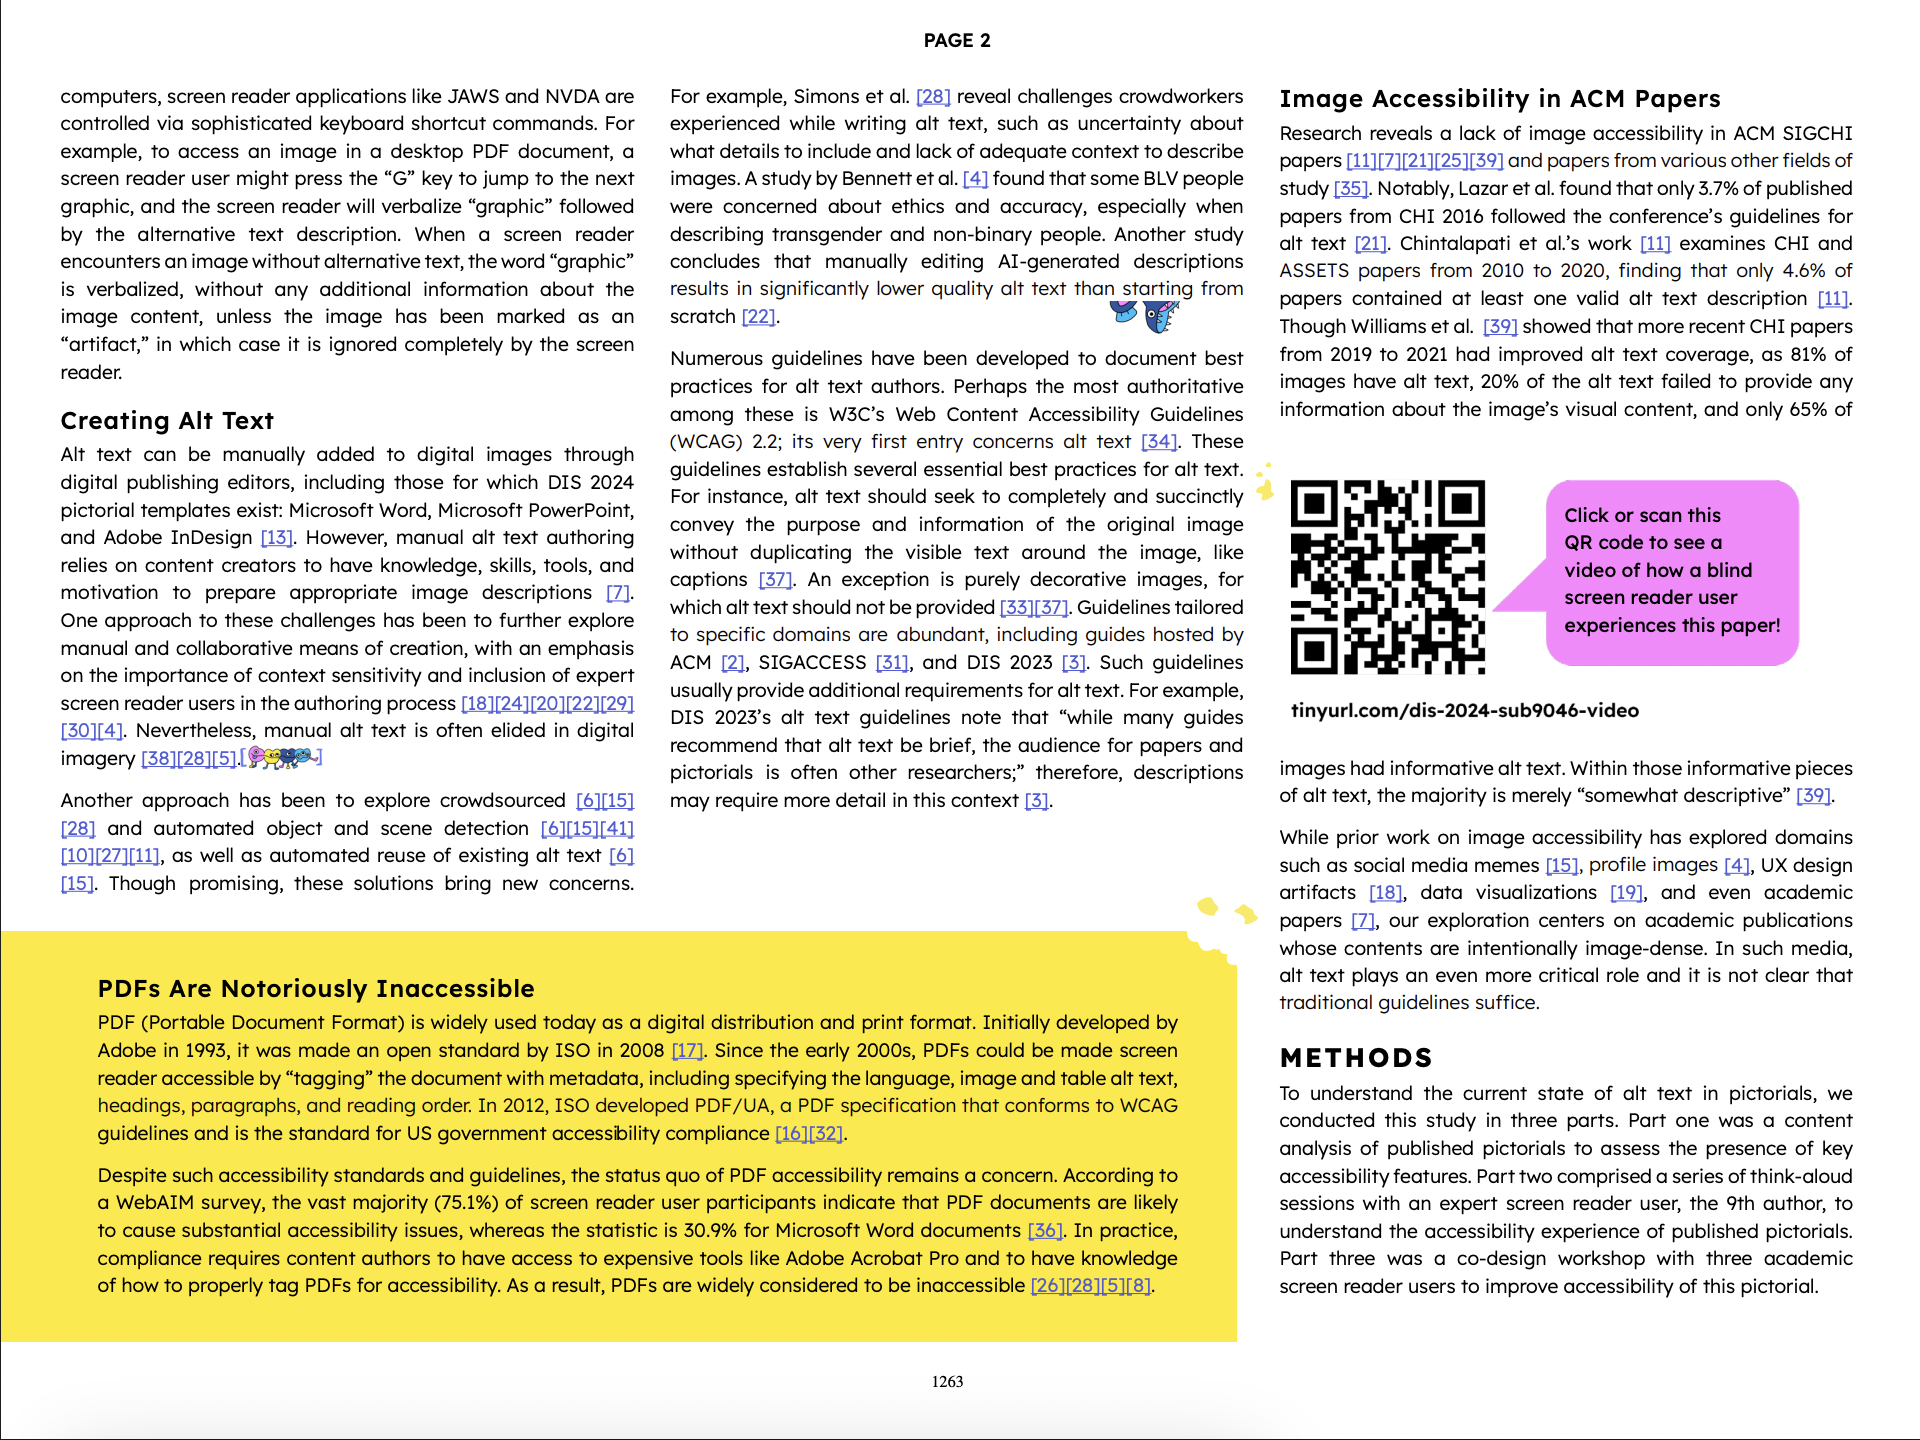 PAGE 2
computers, screen reader applications like JAWS and NVDA are
controlled via sophisticated keyboard shortcut commands. For
example, to access an image in a desktop PDF document, a
screen reader user might press the “G” key to jump to the next
graphic, and the screen reader will verbalize “graphic” followed
by the alternative text description. When a screen reader
encounters an image without alternative text, the word “graphic”
is verbalized, without any additional information about the
image content, unless the image has been marked as an
“artifact,” in which case it is ignored completely by the screen
reader.
Creating Alt Text
Alt text can be manually added to digital images through
digital publishing editors, including those for which DIS 2024
pictorial templates exist: Microsoft Word, Microsoft PowerPoint,
and Adobe InDesign [13]. However, manual alt text authoring
relies on content creators to have knowledge, skills, tools, and
motivation to prepare appropriate image descriptions [7].
One approach to these challenges has been to further explore
manual and collaborative means of creation, with an emphasis
on the importance of context sensitivity and inclusion of expert
screen reader users in the authoring process [18][24][20][22][29]
[30][4]. Nevertheless, manual alt text is often elided in digital
imagery [38][28][5].[ ]
Another approach has been to explore crowdsourced [6][15]
[28] and automated object and scene detection [6][15][41]
[10][27][11], as well as automated reuse of existing alt text [6]
[15]. Though promising, these solutions bring new concerns.
For example, Simons et al. [28] reveal challenges crowdworkers
experienced while writing alt text, such as uncertainty about
what details to include and lack of adequate context to describe
images. A study by Bennett et al. [4] found that some BLV people
were concerned about ethics and accuracy, especially when
describing transgender and non-binary people. Another study
concludes that manually editing AI-generated descriptions
results in significantly lower quality alt text than starting from
scratch [22].
Numerous guidelines have been developed to document best
practices for alt text authors. Perhaps the most authoritative
among these is W3C’s Web Content Accessibility Guidelines
(WCAG) 2.2; its very first entry concerns alt text [34]. These
guidelines establish several essential best practices for alt text.
For instance, alt text should seek to completely and succinctly
convey the purpose and information of the original image
without duplicating the visible text around the image, like
captions [37]. An exception is purely decorative images, for
which alt text should not be provided [33][37]. Guidelines tailored
to specific domains are abundant, including guides hosted by
ACM [2], SIGACCESS [31], and DIS 2023 [3]. Such guidelines
usually provide additional requirements for alt text. For example,
DIS 2023’s alt text guidelines note that “while many guides
recommend that alt text be brief, the audience for papers and
pictorials is often other researchers;” therefore, descriptions
may require more detail in this context [3].
PDFs Are Notoriously Inaccessible
PDF (Portable Document Format) is widely used today as a digital distribution and print format. Initially developed by
Adobe in 1993, it was made an open standard by ISO in 2008 [17]. Since the early 2000s, PDFs could be made screen
reader accessible by “tagging” the document with metadata, including specifying the language, image and table alt text,
headings, paragraphs, and reading order. In 2012, ISO developed PDF/UA, a PDF specification that conforms to WCAG
guidelines and is the standard for US government accessibility compliance [16][32].
Despite such accessibility standards and guidelines, the status quo of PDF accessibility remains a concern. According to
a WebAIM survey, the vast majority (75.1%) of screen reader user participants indicate that PDF documents are likely
to cause substantial accessibility issues, whereas the statistic is 30.9% for Microsoft Word documents [36]. In practice,
compliance requires content authors to have access to expensive tools like Adobe Acrobat Pro and to have knowledge
of how to properly tag PDFs for accessibility. As a result, PDFs are widely considered to be inaccessible [26][28][5][8].
Image Accessibility in ACM Papers
Research reveals a lack of image accessibility in ACM SIGCHI
papers [11][7][21][25][39] and papers from various other fields of
study [35]. Notably, Lazar et al. found that only 3.7% of published
papers from CHI 2016 followed the conference’s guidelines for
alt text [21]. Chintalapati et al.’s work [11] examines CHI and
ASSETS papers from 2010 to 2020, finding that only 4.6% of
papers contained at least one valid alt text description [11].
Though Williams et al. [39] showed that more recent CHI papers
from 2019 to 2021 had improved alt text coverage, as 81% of
images have alt text, 20% of the alt text failed to provide any
information about the image’s visual content, and only 65% of
Click or scan this
QR code to see a
video of how a blind
screen reader user
experiences this paper!
tinyurl.com/dis-2024-sub9046-video
images had informative alt text. Within those informative pieces
of alt text, the majority is merely “somewhat descriptive” [39].
While prior work on image accessibility has explored domains
such as social media memes [15], profile images [4], UX design
artifacts [18], data visualizations [19], and even academic
papers [7], our exploration centers on academic publications
whose contents are intentionally image-dense. In such media,
alt text plays an even more critical role and it is not clear that
traditional guidelines suffice.
METHODS
To understand the current state of alt text in pictorials, we
conducted this study in three parts. Part one was a content
analysis of published pictorials to assess the presence of key
accessibility features. Part two comprised a series of think-aloud
sessions with an expert screen reader user, the 9th author, to
understand the accessibility experience of published pictorials.
Part three was a co-design workshop with three academic
screen reader users to improve accessibility of this pictorial.
1263